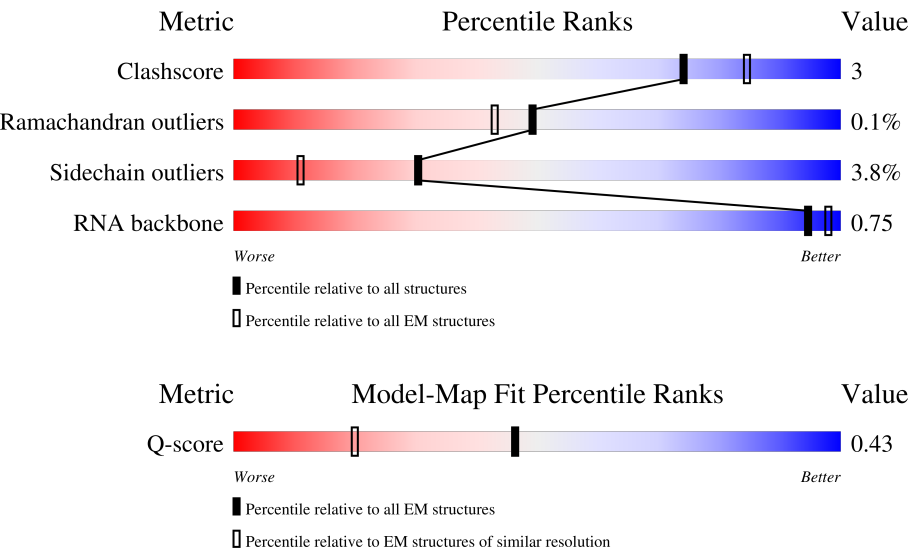 Metric Percentile Ranks Value
Clashscore 3
Ramachandran outliers 0.1%
Sidechain outliers 3.8%
RNA backbone 0.75
Worse Better
Percentile relative to all structures
Percentile relative to all EM structures
Metric Model-Map Fit Percentile Ranks Value
Q-score 0.43
Worse Better
Percentile relative to all EM structures
Percentile relative to EM structures of similar resolution